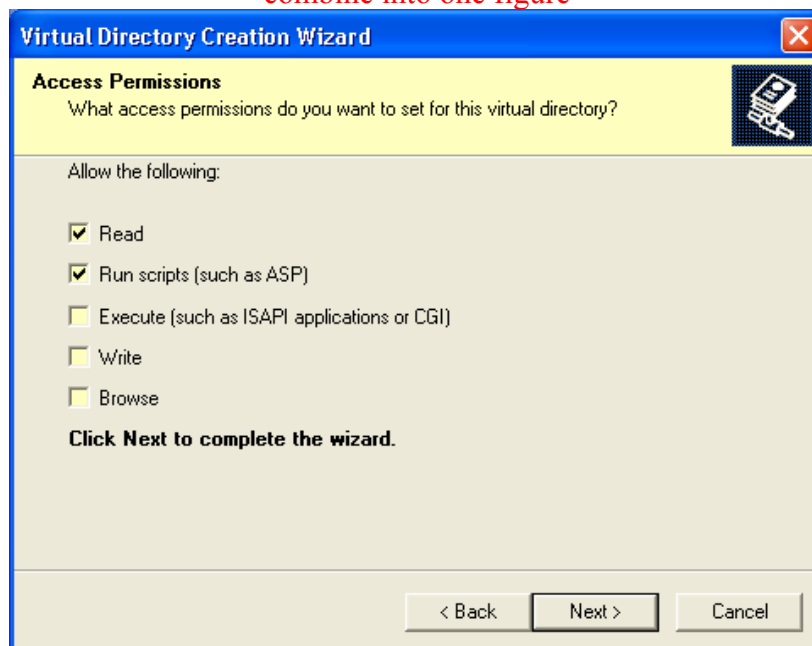 combine into one figure
Virtual Directory Creation Wizard
Access Permissions
What access permissions do you want to set for this virtual directory?
Allow the following:
Read
Run scripts (such as ASP)
Execute (such as ISAPI applications or CGI)
Write
Browse
Click Next to complete the wizard.
< Back Next > Cancel